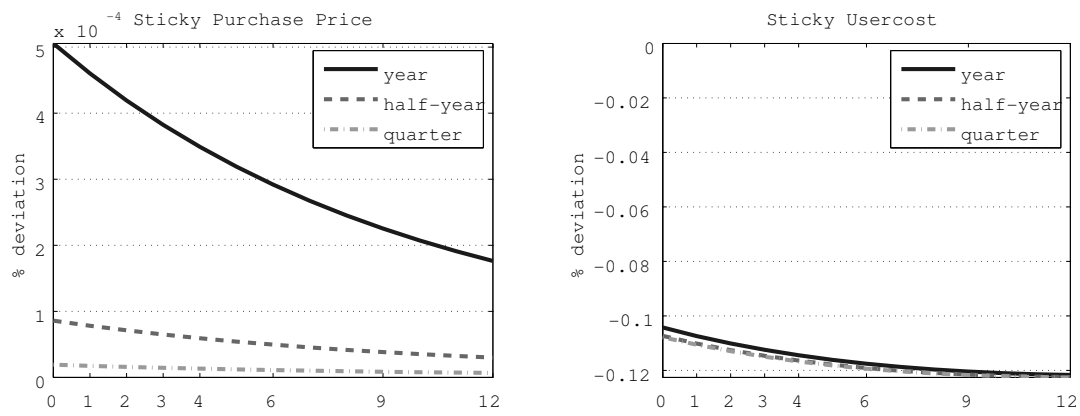 x 10 −4 Sticky Purchase Price
% deviation
5
4
3
2
1
0
0 1 2 3 4 6 9 12
year
half−year
quarter
Sticky Usercost
% deviation
0
−0.02
−0.04
−0.06
−0.08
−0.1
−0.12
0 1 2 3 4 6 9 12
year
half−year
quarter